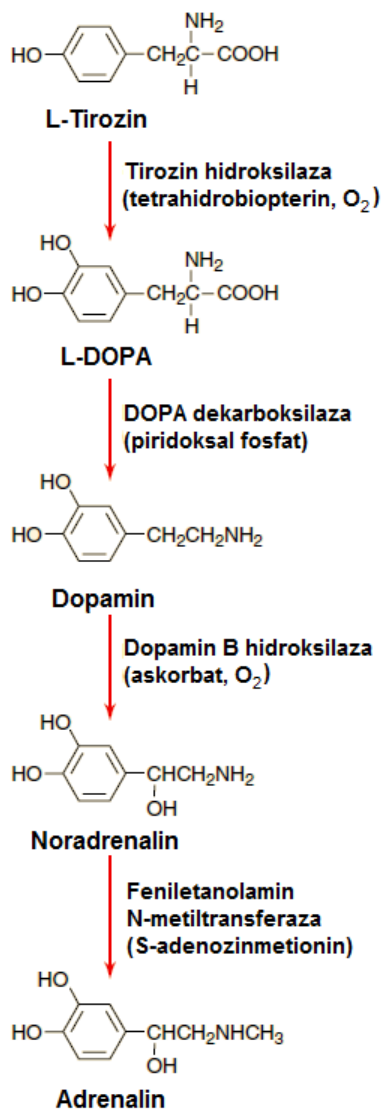 NH₂
HO CH₂C COOH
H
L-Tirozin
Tirozin hidroksilaza
(tetrahidrobiopterin, O₂)
HO
NH₂
HO CH₂C COOH
H
L-DOPA
DOPA dekarboksilaza
(piridoksal fosfat)
HO
HO CH₂CH₂NH₂
Dopamin
Dopamin B hidroksilaza
(askorbat, O₂)
HO
HO CHCH₂NH₂
OH
Noradrenalin
Feniletanolamin
N-metiltransferaza
(S-adenozinmetionin)
HO
HO CHCH₂NHCH₃
OH
Adrenalin